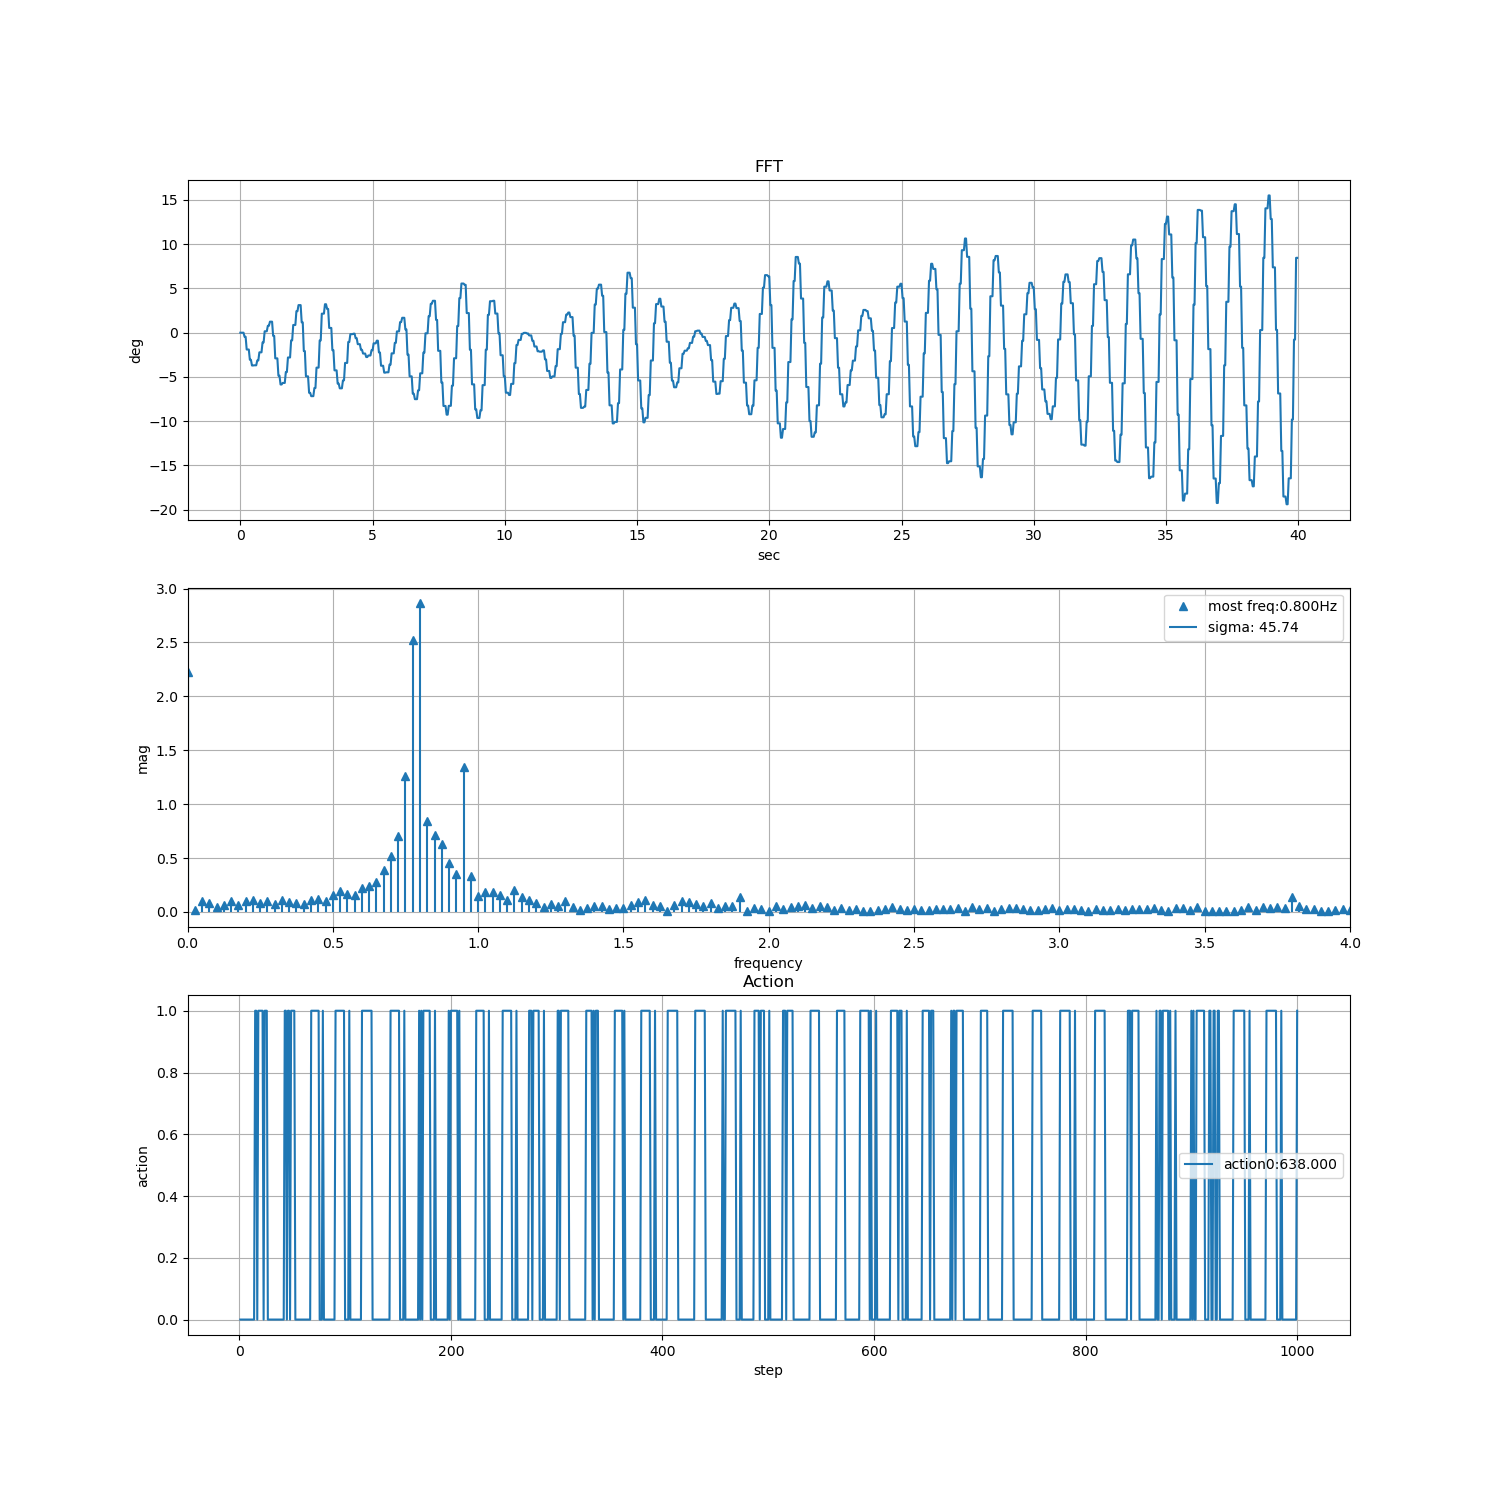 FFT
15
10
5
0
−5
−10
−15
−20
deg
0 5 10 15 20 25 30 35 40
sec
3.0
2.5
2.0
1.5
1.0
0.5
0.0
mag
most freq:0.800Hz
sigma: 45.74
0.0 0.5 1.0 1.5 2.0 2.5 3.0 3.5 4.0
frequency
Action
1.0
0.8
0.6
0.4
0.2
0.0
action
action0:638.000
0 200 400 600 800 1000
step